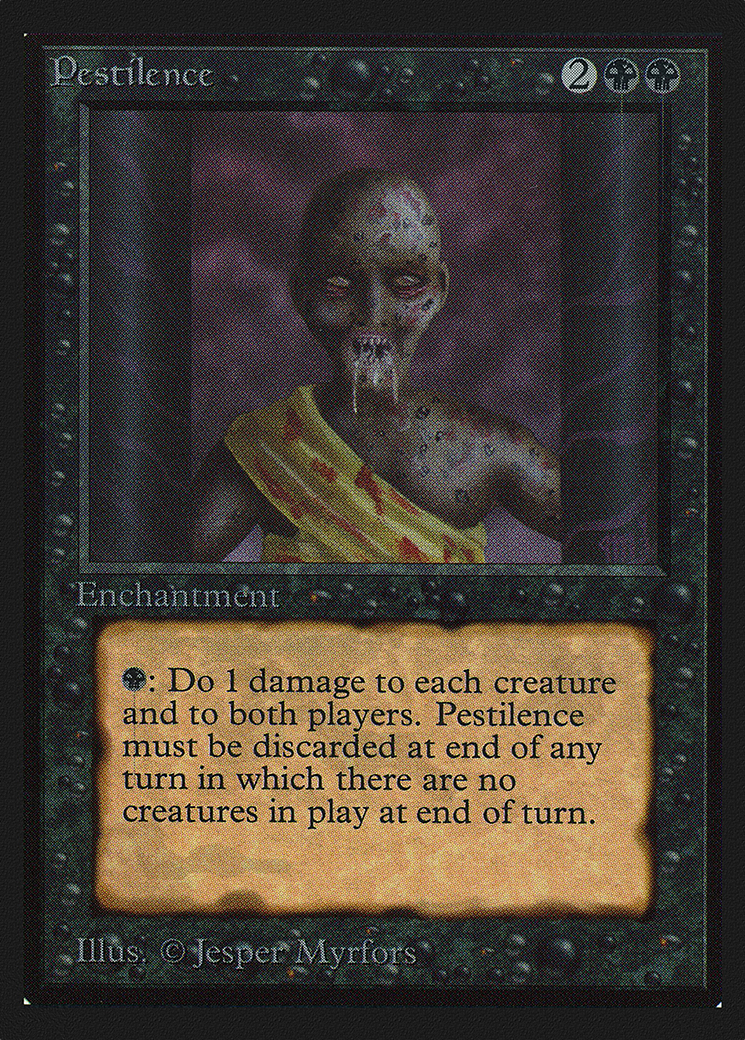 Pestilence 2
Enchantment
: Do 1 damage to each creature
and to both players. Pestilence
must be discarded at end of any
turn in which there are no
creatures in play at end of turn.
Illus. © Jesper Myrfors